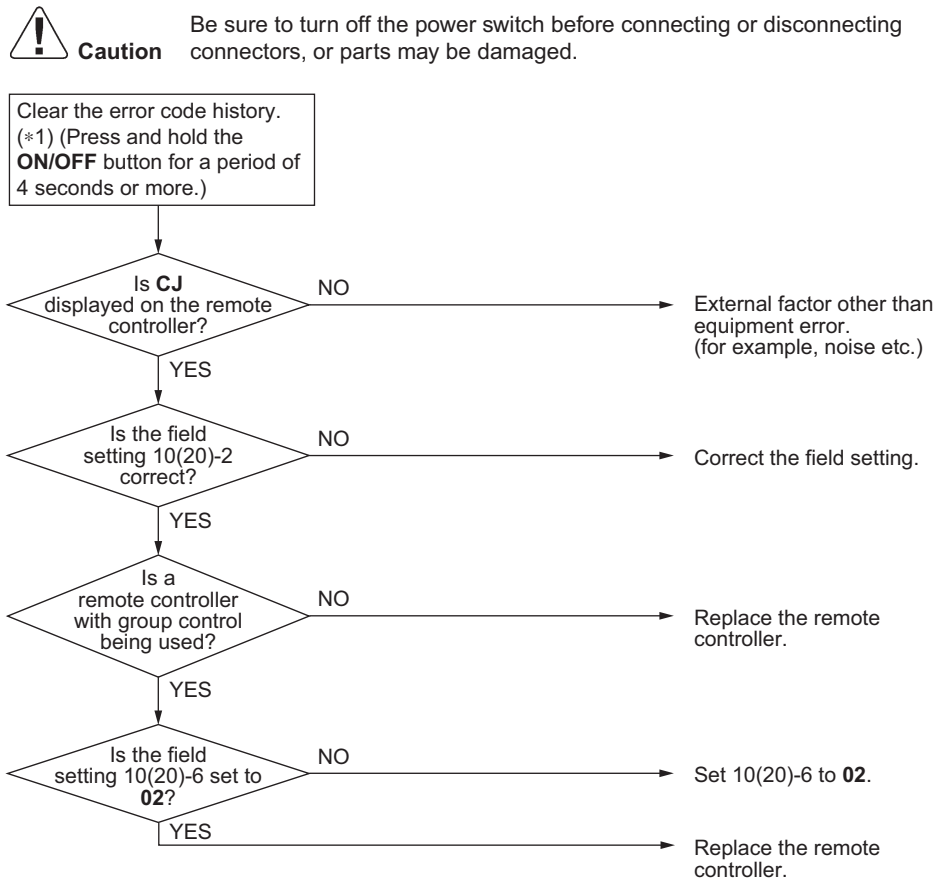 Be sure to turn off the power switch before connecting or disconnecting
Caution connectors, or parts may be damaged.
Clear the error code history.
(*1) (Press and hold the
ON/OFF button for a period of
4 seconds or more.)
Is CJ
displayed on the remote
controller?
NO
External factor other than
equipment error.
(for example, noise etc.)
YES
Is the field
setting 10(20)-2
correct?
NO
Correct the field setting.
YES
Is a
remote controller
with group control
being used?
NO
Replace the remote
controller.
YES
Is the field
setting 10(20)-6 set to
02?
NO
Set 10(20)-6 to 02.
YES
Replace the remote
controller.